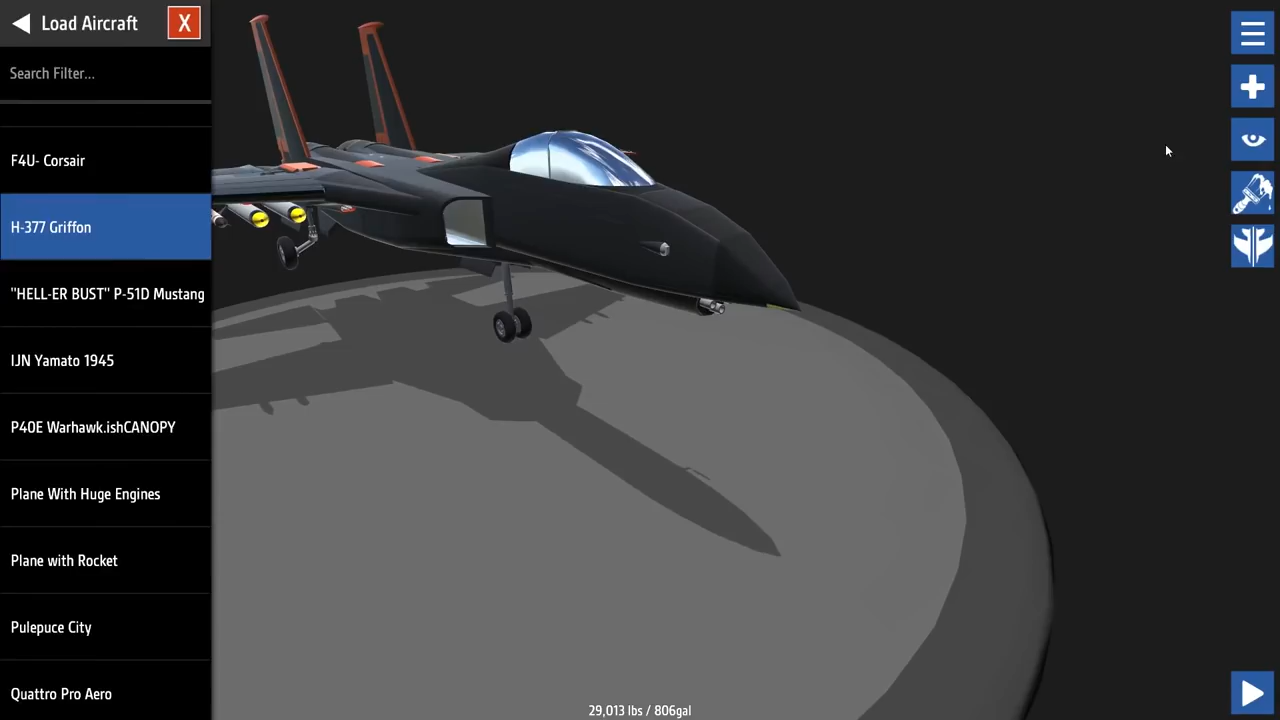 Load Aircraft
X
Search Filter...
F4U- Corsair
H-377 Griffon
"HELL-ER BUST" P-51D Mustang
IJN Yamato 1945
P40E Warhawk.ishCANOPY
Plane With Huge Engines
Plane with Rocket
Pulepuce City
Quattro Pro Aero
29,013 lbs / 806gal